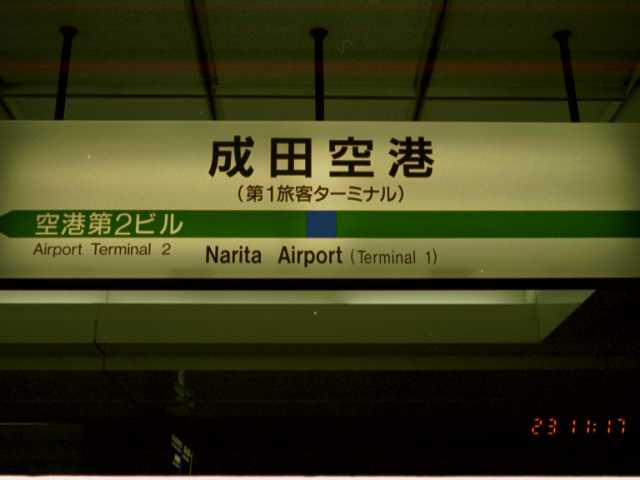 成田空港
(第1旅客ターミナル)
空港第2ビル
Airport Terminal 2
Narita Airport (Terminal 1)
23 11:17